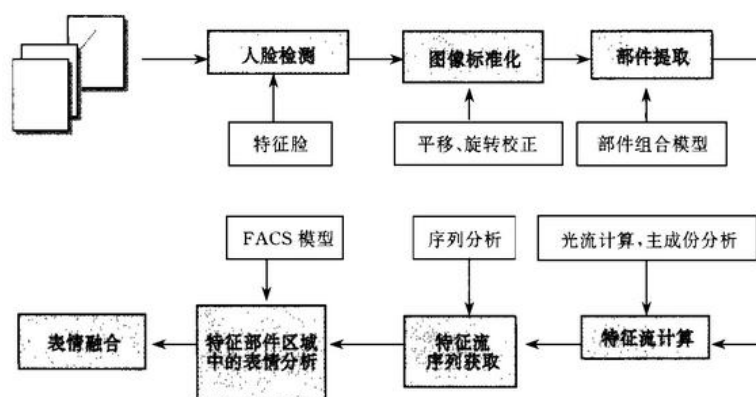 人脸检测
图像标准化
部件提取
特征脸
平移、旋转校正
部件组合模型
FACS 模型
序列分析
光流计算,主成份分析
表情融合
特征部件区域
中的表情分析
特征流
序列获取
特征流计算